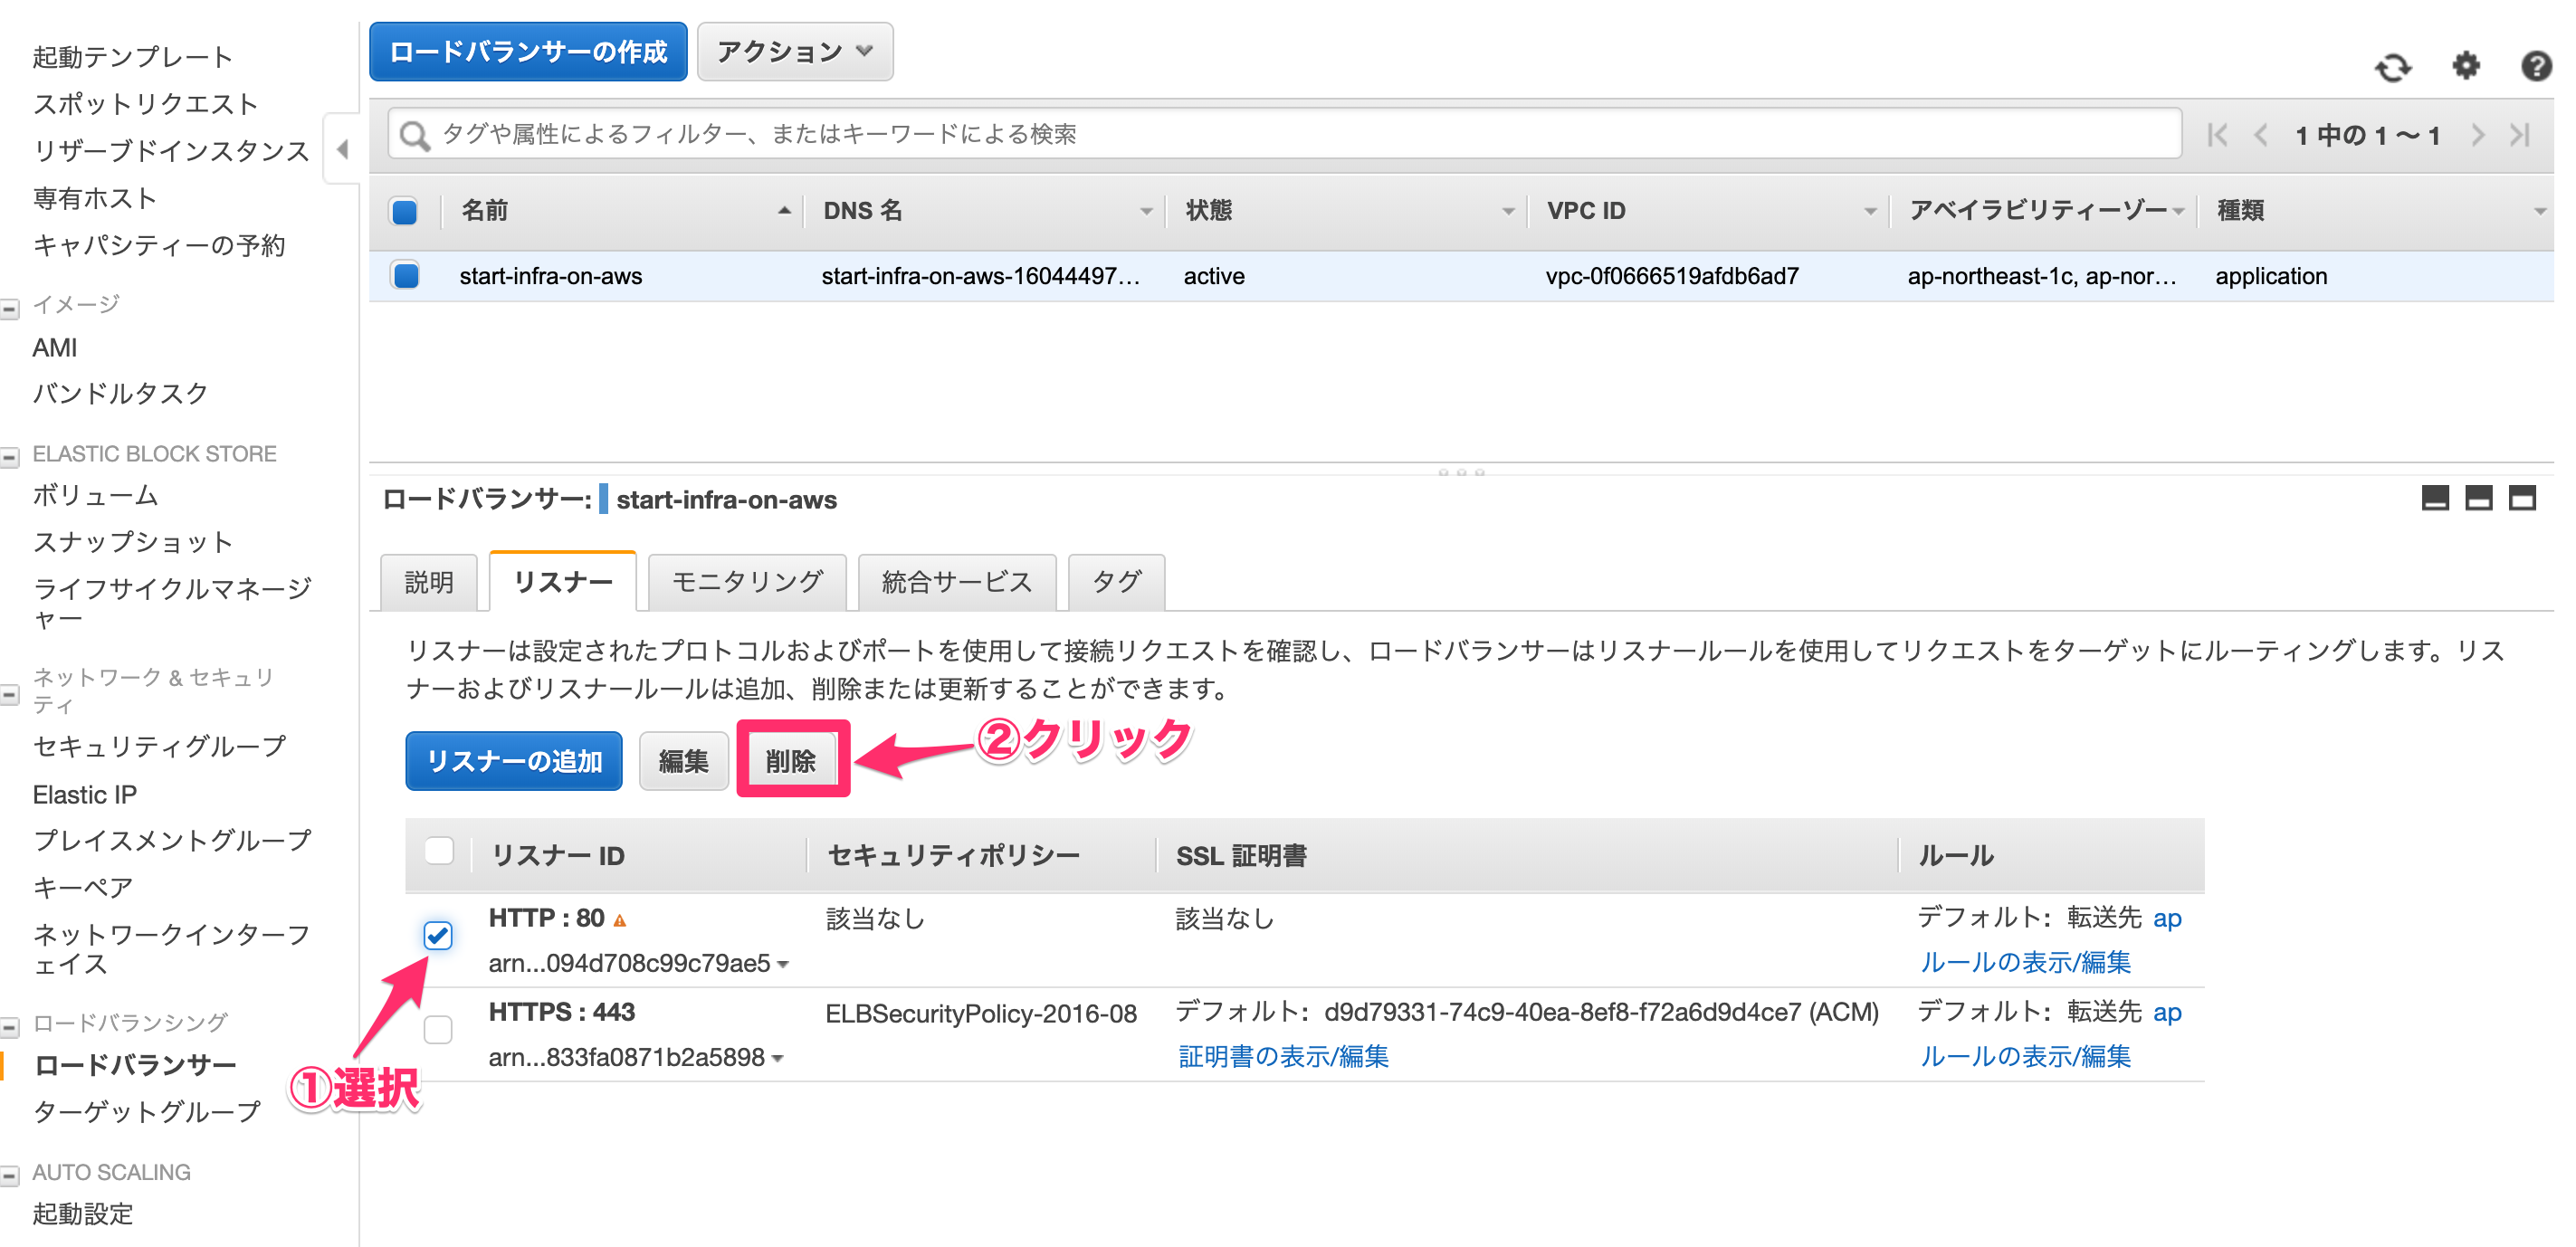 起動テンプレート
スポットリクエスト
リザーブドインスタンス
専有ホスト
キャパシティーの予約
イメージ
AMI
バンドルタスク
ELASTIC BLOCK STORE
ボリューム
スナップショット
ライフサイクルマネージ
ャー
ネットワーク & セキュリ
ティ
セキュリティグループ
Elastic IP
プレイスメントグループ
キーペア
ネットワークインターフ
ェイス
ロードバランシング
ロードバランサー
ターゲットグループ
AUTO SCALING
起動設定
ロードバランサーの作成 アクション
タグや属性によるフィルター、またはキーワードによる検索 1 中の 1 ～ 1
名前 DNS 名 状態 VPC ID アベイラビリティーゾー 種類
start-infra-on-aws start-infra-on-aws-16044497… active vpc-0f0666519afdb6ad7 ap-northeast-1c, ap-nor… application
ロードバランサー: start-infra-on-aws
説明 リスナー モニタリング 統合サービス タグ
リスナーは設定されたプロトコルおよびポートを使用して接続リクエストを確認し、ロードバランサーはリスナールールを使用してリクエストをターゲットにルーティングします。リス
ナーおよびリスナールールは追加、削除または更新することができます。
リスナーの追加 編集 削除 ②クリック
リスナー ID セキュリティポリシー SSL 証明書 ルール
HTTP : 80 該当なし 該当なし デフォルト: 転送先 ap
arn...094d708c99c79ae5 ルールの表示/編集
HTTPS : 443 ELBSecurityPolicy-2016-08 デフォルト: d9d79331-74c9-40ea-8ef8-f72a6d9d4ce7 (ACM) デフォルト: 転送先 ap
arn...833fa0871b2a5898 証明書の表示/編集 ルールの表示/編集
①選択